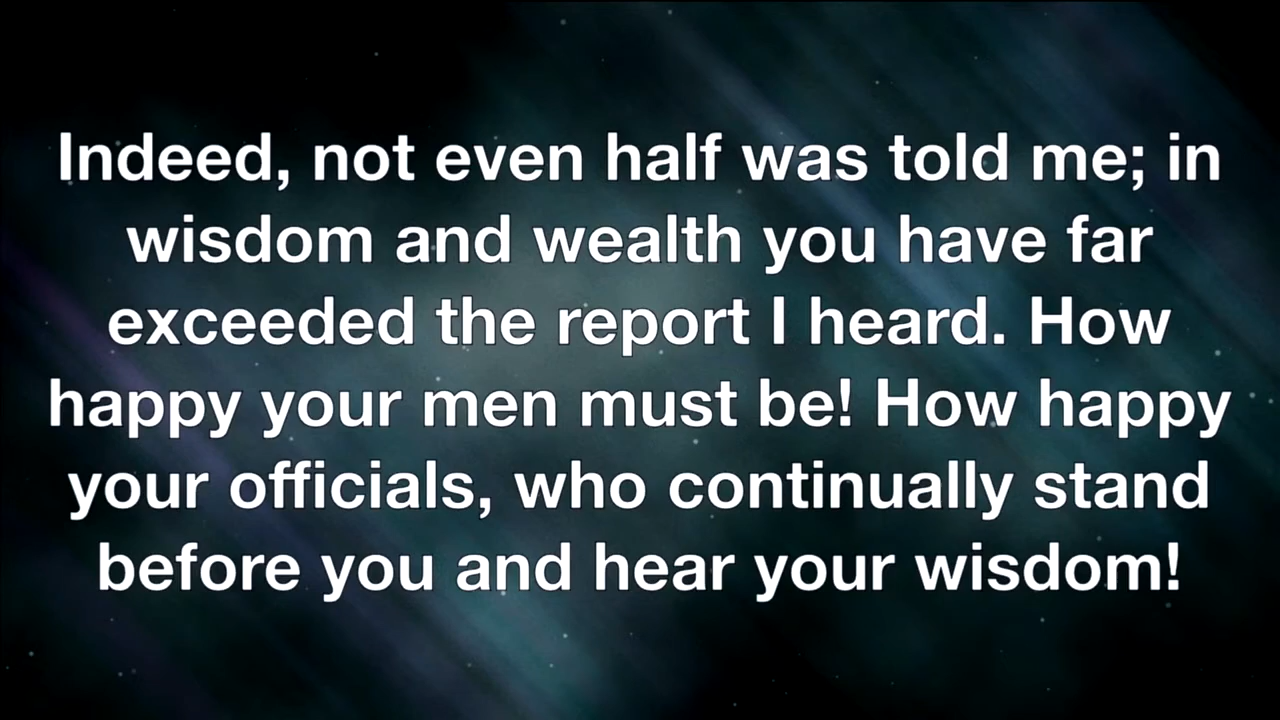 Indeed, not even half was told me; in
wisdom and wealth you have far
exceeded the report I heard. How
happy your men must be! How happy
your officials, who continually stand
before you and hear your wisdom!